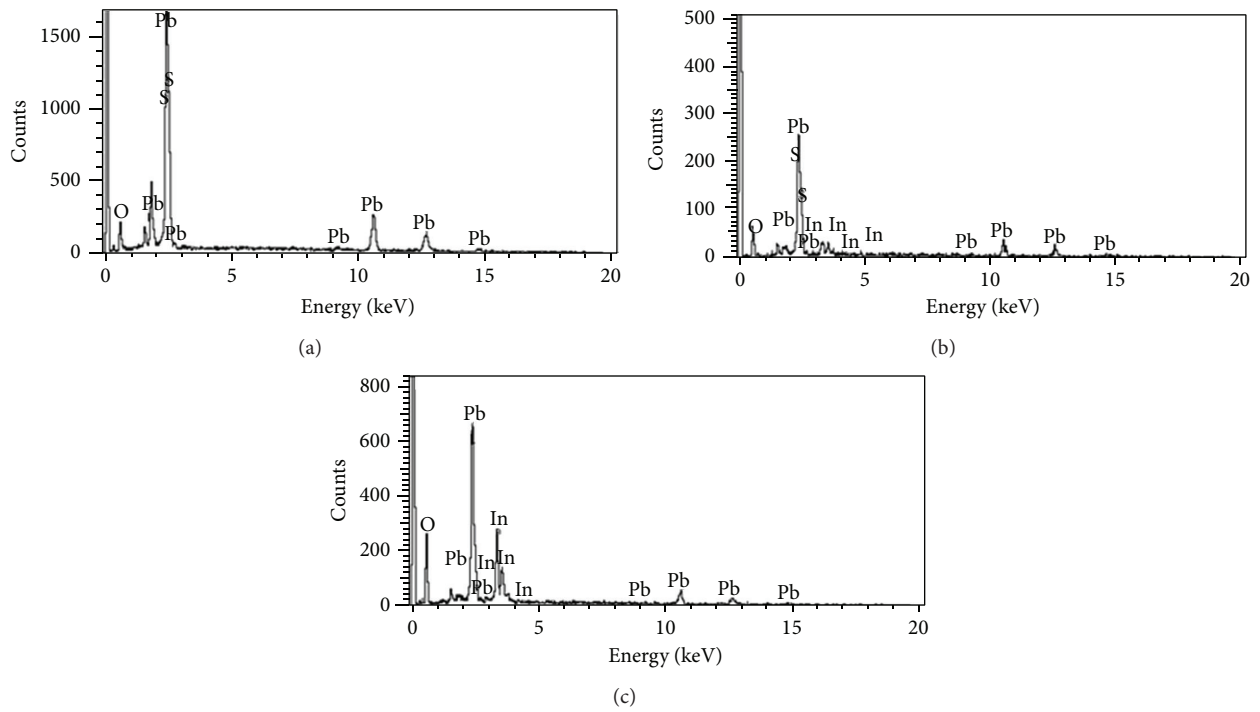 1500
1000
500
0
Counts
Pb
S
S
O
Pb
Pb
Pb
Pb
Pb
Pb
0
5
10
15
20
Energy (keV)
(a)
500
400
300
200
100
0
Counts
Pb
S
S
O
Pb
In
In
Pb
In
In
Pb
Pb
Pb
Pb
0
5
10
15
20
Energy (keV)
(b)
800
600
400
200
0
Counts
Pb
O
In
Pb
In
In
Pb
In
Pb
Pb
Pb
Pb
0
5
10
15
20
Energy (keV)
(c)